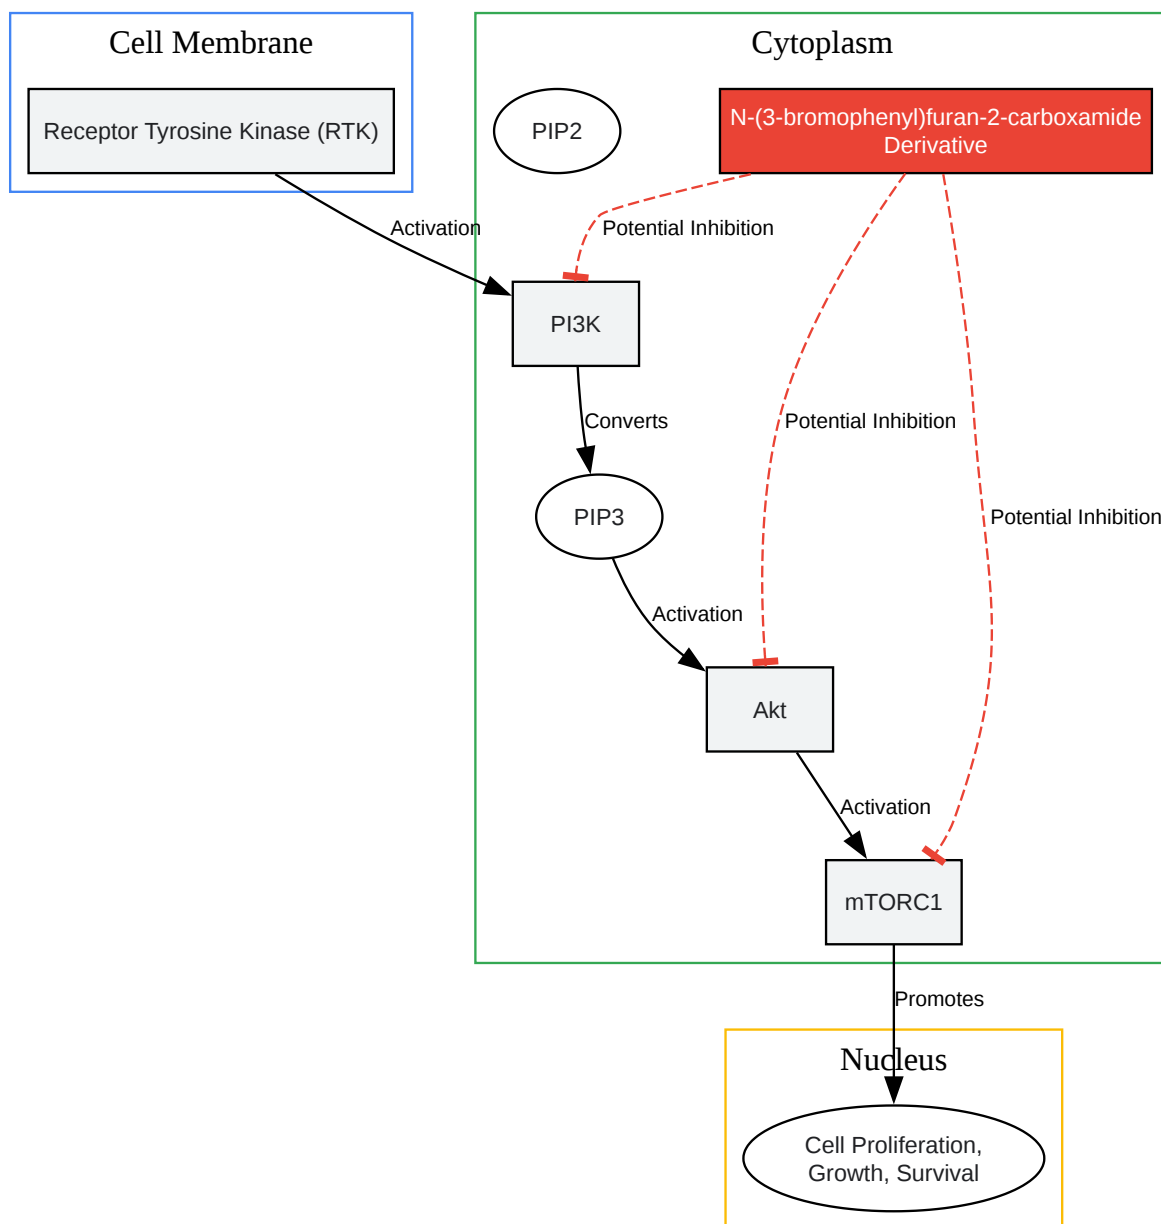 Cell Membrane
Cytoplasm
Receptor Tyrosine Kinase (RTK)
PIP2
N-(3-bromophenyl)furan-2-carboxamide
Derivative
Activation
Potential Inhibition
PI3K
Converts
Potential Inhibition
PIP3
Potential Inhibition
Activation
Akt
Activation
mTORC1
Promotes
Nucleus
Cell Proliferation,
Growth, Survival